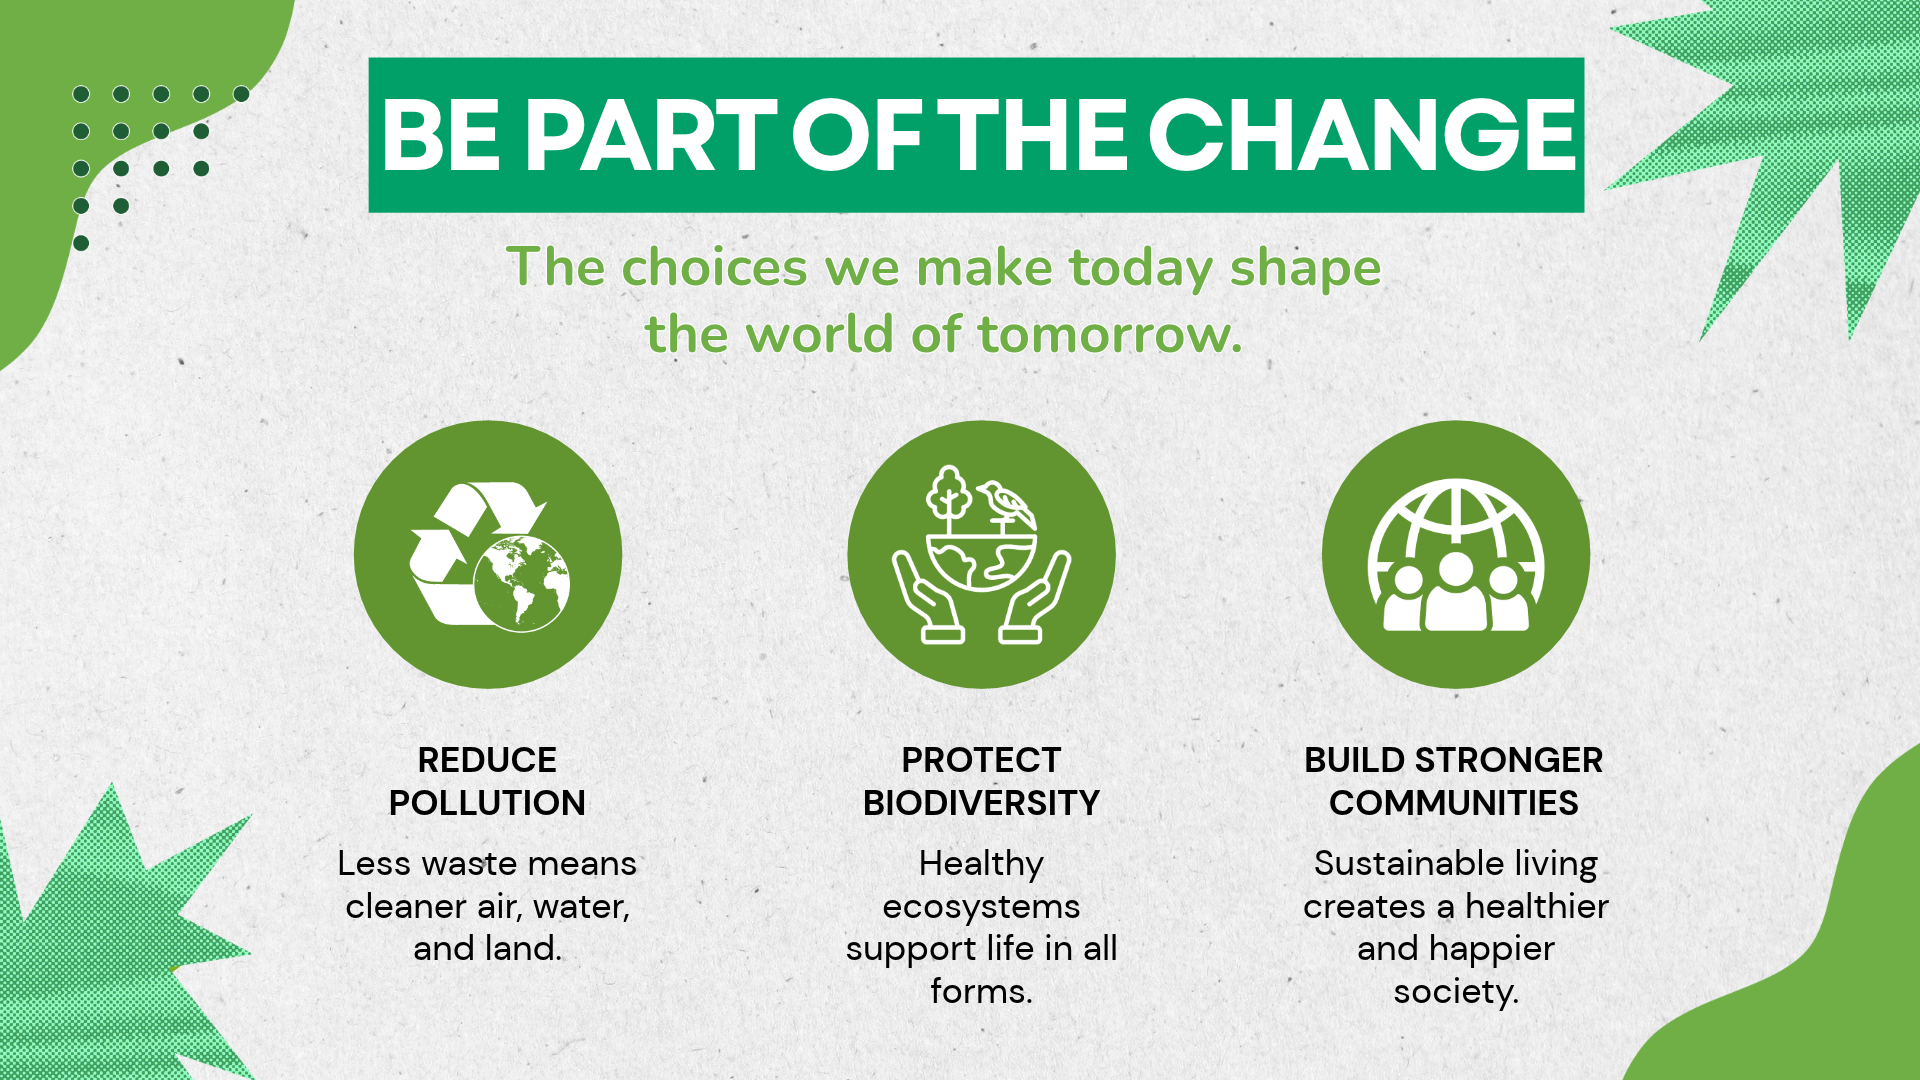 BE PART OF THE CHANGE
The choices we make today shape
the world of tomorrow.
REDUCE
POLLUTION
Less waste means
cleaner air, water,
and land.
PROTECT
BIODIVERSITY
Healthy
ecosystems
support life in all
forms.
BUILD STRONGER
COMMUNITIES
Sustainable living
creates a healthier
and happier
society.